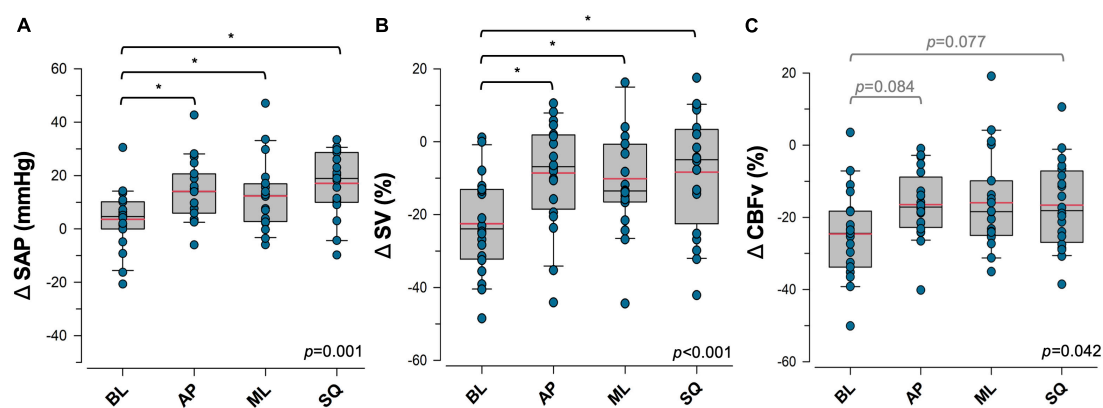 A
*
*
*
60
40
20
0
-20
-40
Δ SAP (mmHg)
p=0.001
BL
AP
ML
SQ
B
*
*
*
20
0
-20
-40
-60
Δ SV (%)
p<0.001
BL
AP
ML
SQ
C
p=0.077
p=0.084
20
0
-20
-40
-60
Δ CBFv (%)
p=0.042
BL
AP
ML
SQ